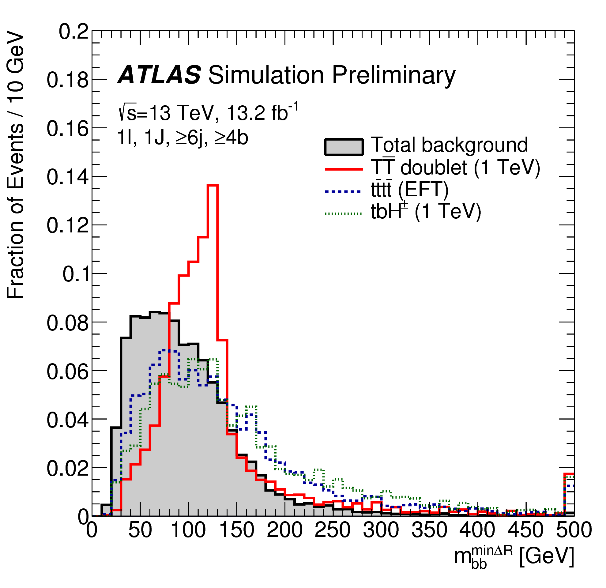 0.2
0.18
0.16
0.14
0.12
0.1
0.08
0.06
0.04
0.02
0
Fraction of Events / 10 GeV
ATLAS Simulation Preliminary
√s=13 TeV, 13.2 fb⁻¹
1l, 1J, ≥6j, ≥4b
Total background
TT̅ doublet (1 TeV)
tt̅tt̅ (EFT)
tbH± (1 TeV)
0 50 100 150 200 250 300 350 400 450 500
m_bb^minΔR [GeV]